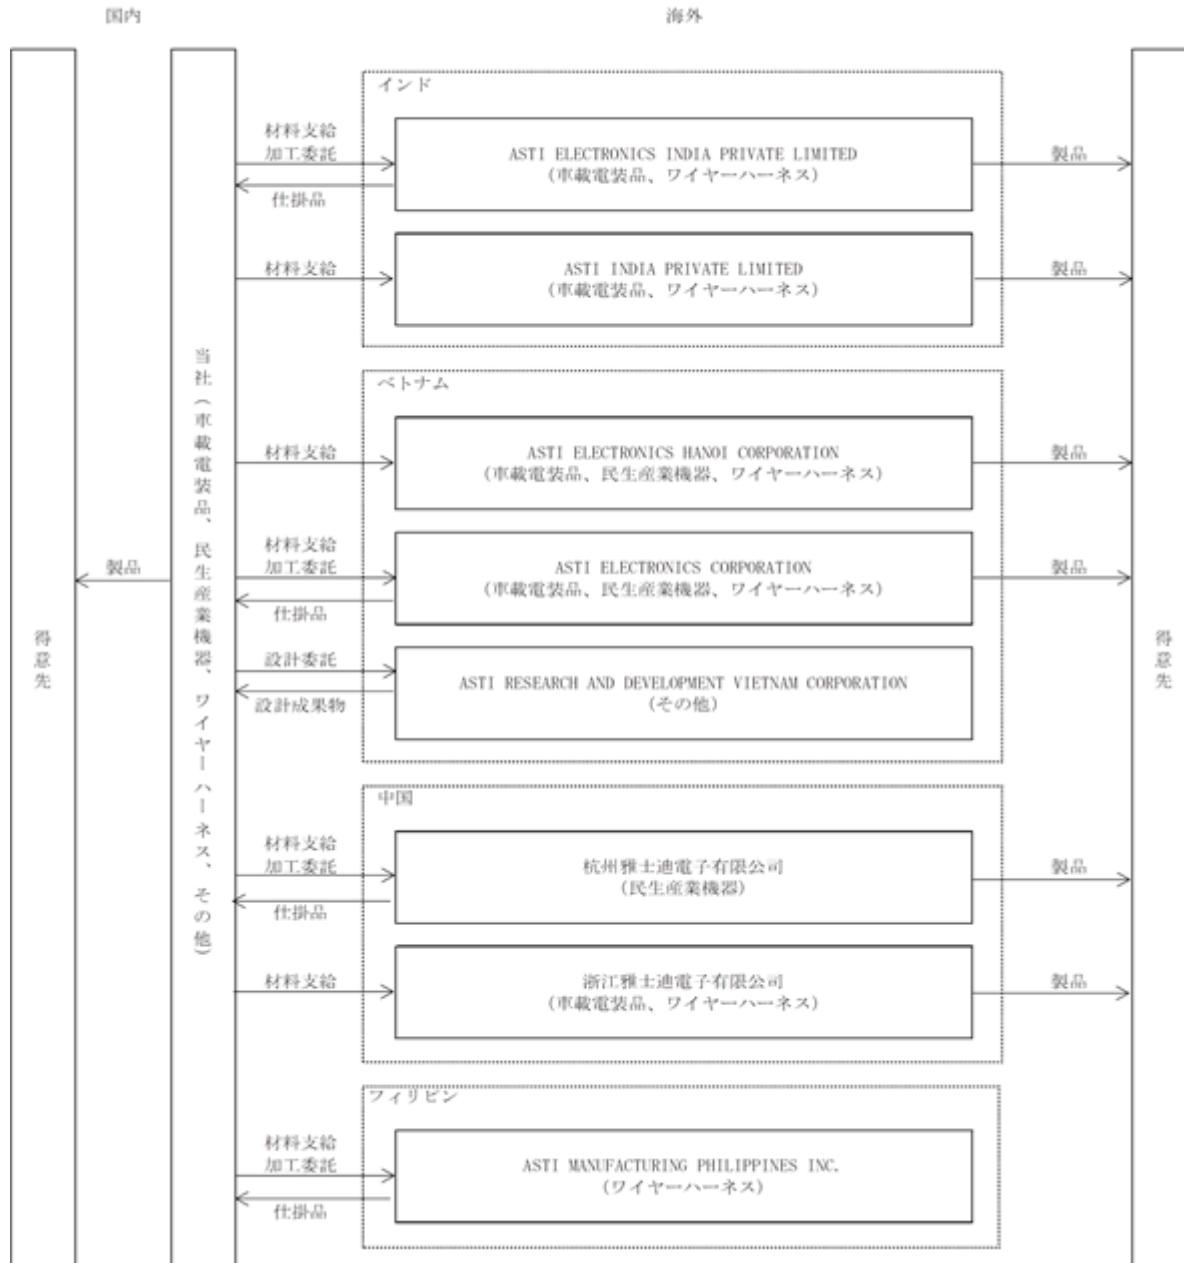 国内
海外
得意先
製品
当社(車載電装品、民生産業機器、ワイヤーハーネス、その他)
インド
材料支給
加工委託
仕掛品
ASTI ELECTRONICS INDIA PRIVATE LIMITED
(車載電装品、ワイヤーハーネス)
製品
材料支給
ASTI INDIA PRIVATE LIMITED
(車載電装品、ワイヤーハーネス)
製品
ベトナム
材料支給
ASTI ELECTRONICS HANOI CORPORATION
(車載電装品、民生産業機器、ワイヤーハーネス)
製品
材料支給
加工委託
仕掛品
ASTI ELECTRONICS CORPORATION
(車載電装品、民生産業機器、ワイヤーハーネス)
製品
設計委託
設計成果物
ASTI RESEARCH AND DEVELOPMENT VIETNAM CORPORATION
(その他)
中国
材料支給
加工委託
仕掛品
杭州雅士迪電子有限公司
(民生産業機器)
製品
材料支給
浙江雅士迪電子有限公司
(車載電装品、ワイヤーハーネス)
製品
フィリピン
材料支給
加工委託
仕掛品
ASTI MANUFACTURING PHILIPPINES INC.
(ワイヤーハーネス)
得意先